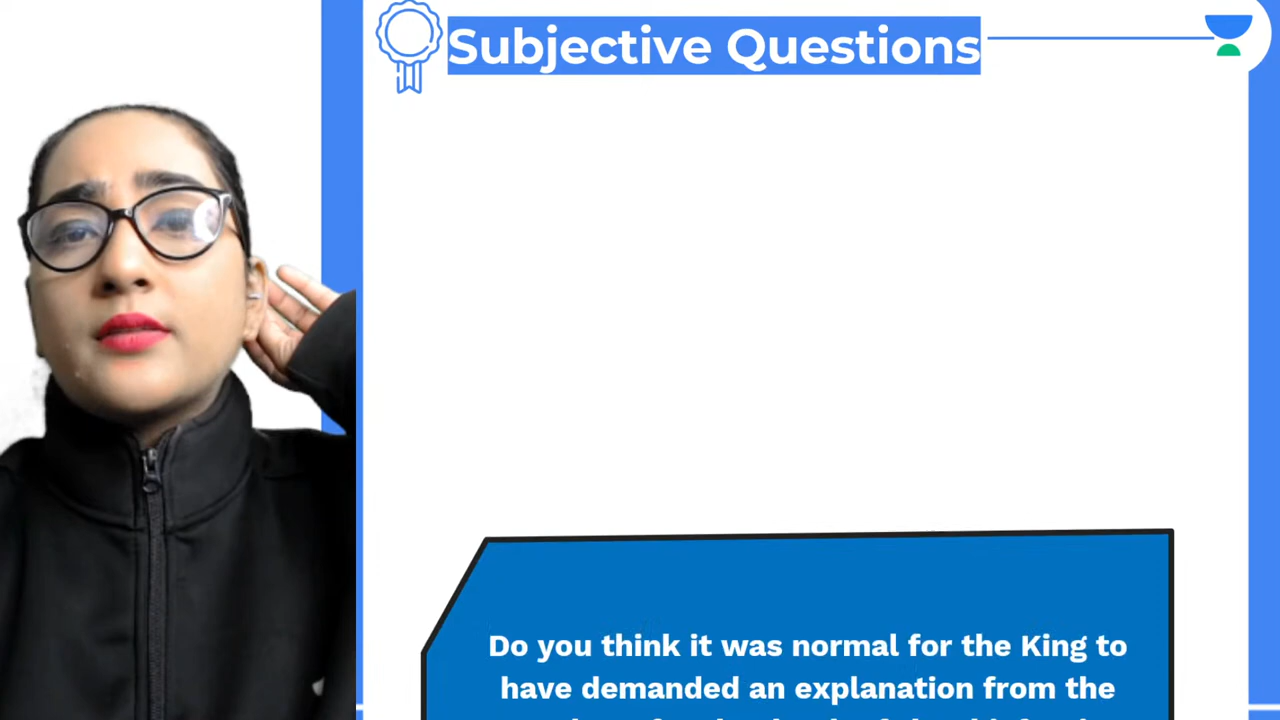 Subjective Questions
Do you think it was normal for the King to
have demanded an explanation from the